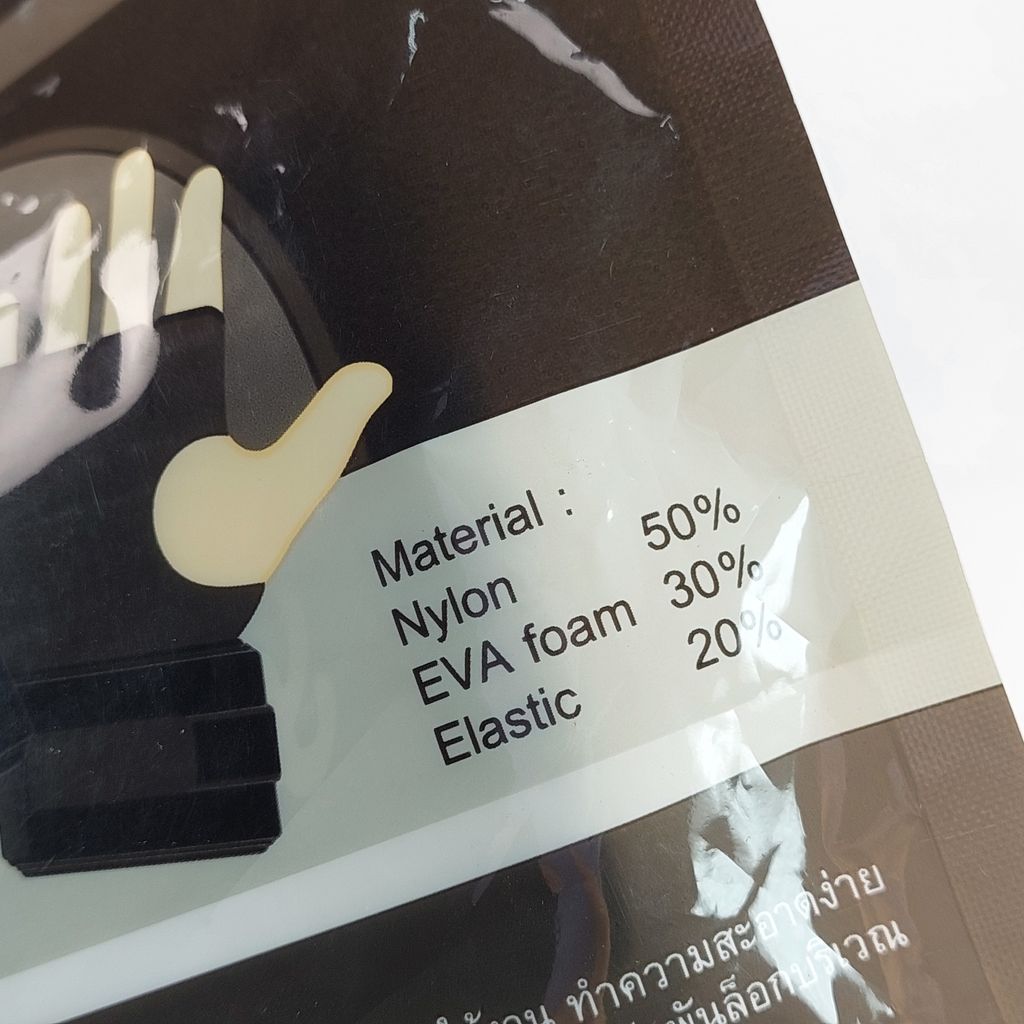 Material :
Nylon 50%
EVA foam 30%
Elastic 20%
ทำความสะอาดง่าย